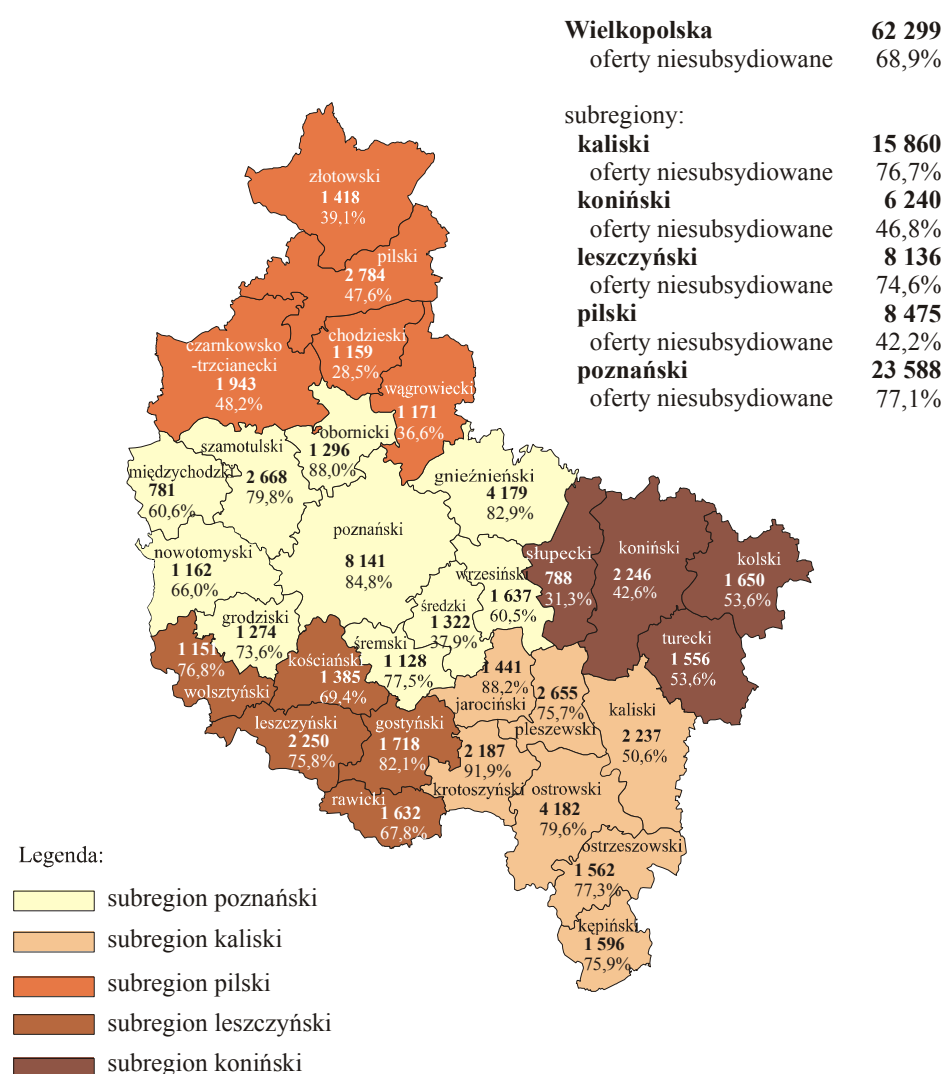 Wielkopolska 62 299
oferty niesubsydiowane 68,9%
subregiony:
kaliski 15 860
oferty niesubsydiowane 76,7%
koniński 6 240
oferty niesubsydiowane 46,8%
leszczyński 8 136
oferty niesubsydiowane 74,6%
pilski 8 475
oferty niesubsydiowane 42,2%
poznański 23 588
oferty niesubsydiowane 77,1%
złotowski
1 418
39,1%
pilski
2 784
47,6%
czarnkowsko
-trzcianecki
1 943
48,2%
chodzieski
1 159
28,5%
wągrowiecki
1 171
36,6%
obornicki
1 296
88,0%
szamotulski
2 668
79,8%
międzychodzki
781
60,6%
gnieźnieński
4 179
82,9%
poznański
8 141
84,8%
nowotomyski
1 162
66,0%
wrzesiński
1 637
60,5%
słupecki
788
31,3%
koniński
2 246
42,6%
kolski
1 650
53,6%
turecki
1 556
53,6%
grodziski
1 274
73,6%
średzki
1 322
37,9%
śremski
1 128
77,5%
1 151
76,8%
wolsztyński
kościański
1 385
69,4%
1 441
88,2%
jarociński
2 655
75,7%
pleszewski
kaliski
2 237
50,6%
leszczyński
2 250
75,8%
gostyński
1 718
82,1%
2 187
91,9%
krotoszyński
ostrowski
4 182
79,6%
rawicki
1 632
67,8%
ostrzeszowski
1 562
77,3%
kępiński
1 596
75,9%
Legenda:
subregion poznański
subregion kaliski
subregion pilski
subregion leszczyński
subregion koniński